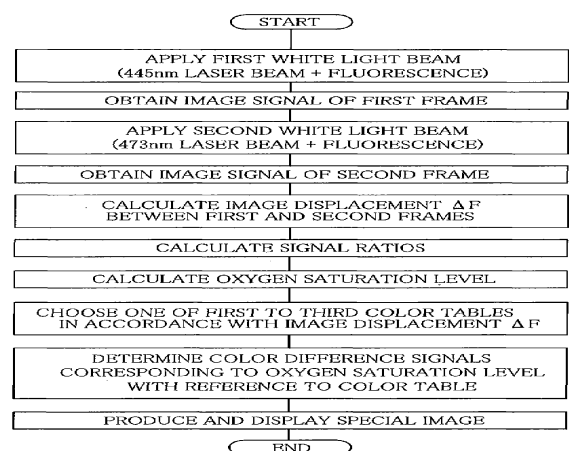 START
APPLY FIRST WHITE LIGHT BEAM
(445nm LASER BEAM + FLUORESCENCE)
OBTAIN IMAGE SIGNAL OF FIRST FRAME
APPLY SECOND WHITE LIGHT BEAM
(473nm LASER BEAM + FLUORESCENCE)
OBTAIN IMAGE SIGNAL OF SECOND FRAME
CALCULATE IMAGE DISPLACEMENT ΔF
BETWEEN FIRST AND SECOND FRAMES
CALCULATE SIGNAL RATIOS
CALCULATE OXYGEN SATURATION LEVEL
CHOOSE ONE OF FIRST TO THIRD COLOR TABLES
IN ACCORDANCE WITH IMAGE DISPLACEMENT ΔF
DETERMINE COLOR DIFFERENCE SIGNALS
CORRESPONDING TO OXYGEN SATURATION LEVEL
WITH REFERENCE TO COLOR TABLE
PRODUCE AND DISPLAY SPECIAL IMAGE
END